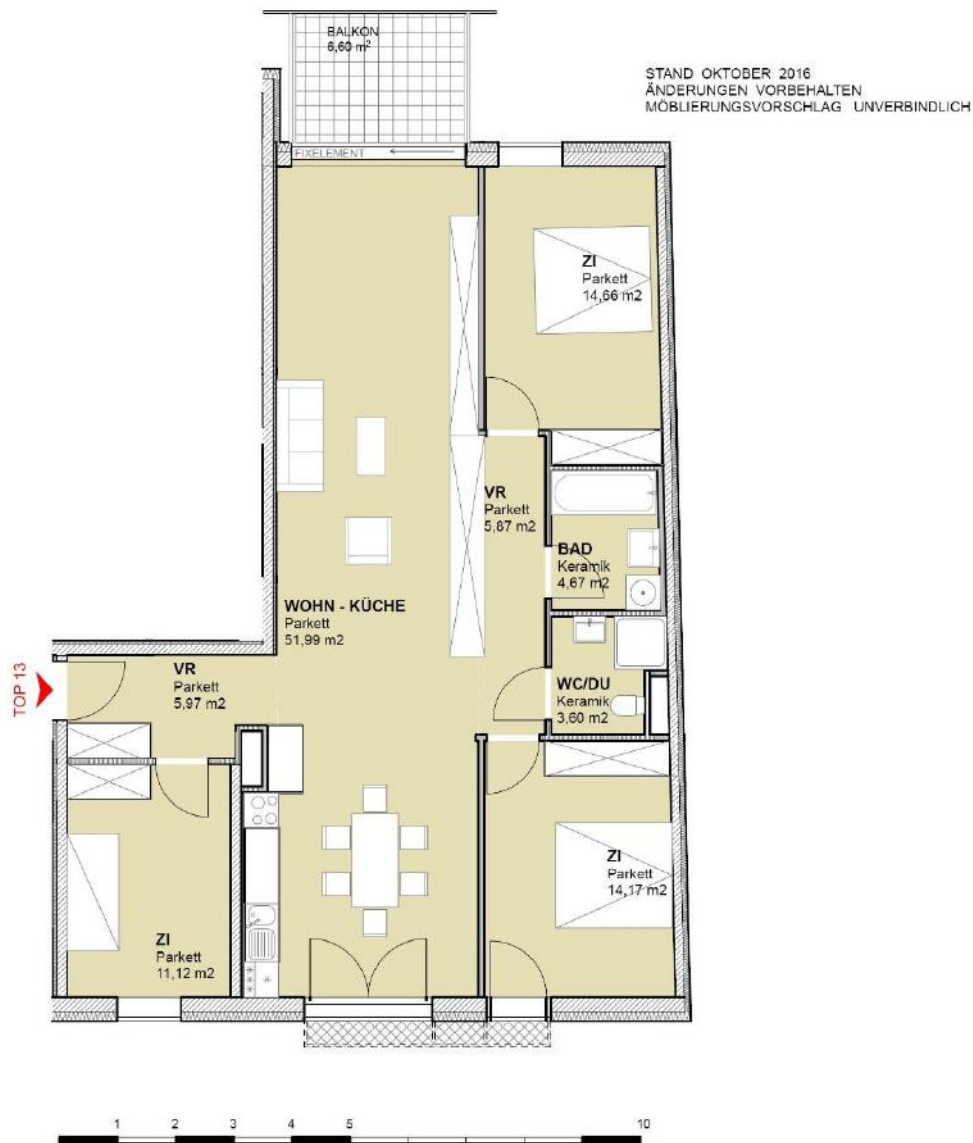 BALKON
6,60 m²
STAND OKTOBER 2016
ÄNDERUNGEN VORBEHALTEN
MÖBLIERUNGSVORSCHLAG UNVERBINDLICH
FIXELEMENT
ZI
Parkett
14,66 m2
VR
Parkett
5,87 m2
BAD
Keramik
4,67 m2
WOHN - KÜCHE
Parkett
51,99 m2
TOP 13
VR
Parkett
5,97 m2
WC/DU
Keramik
3,60 m2
ZI
Parkett
14,17 m2
ZI
Parkett
11,12 m2
1 2 3 4 5 10